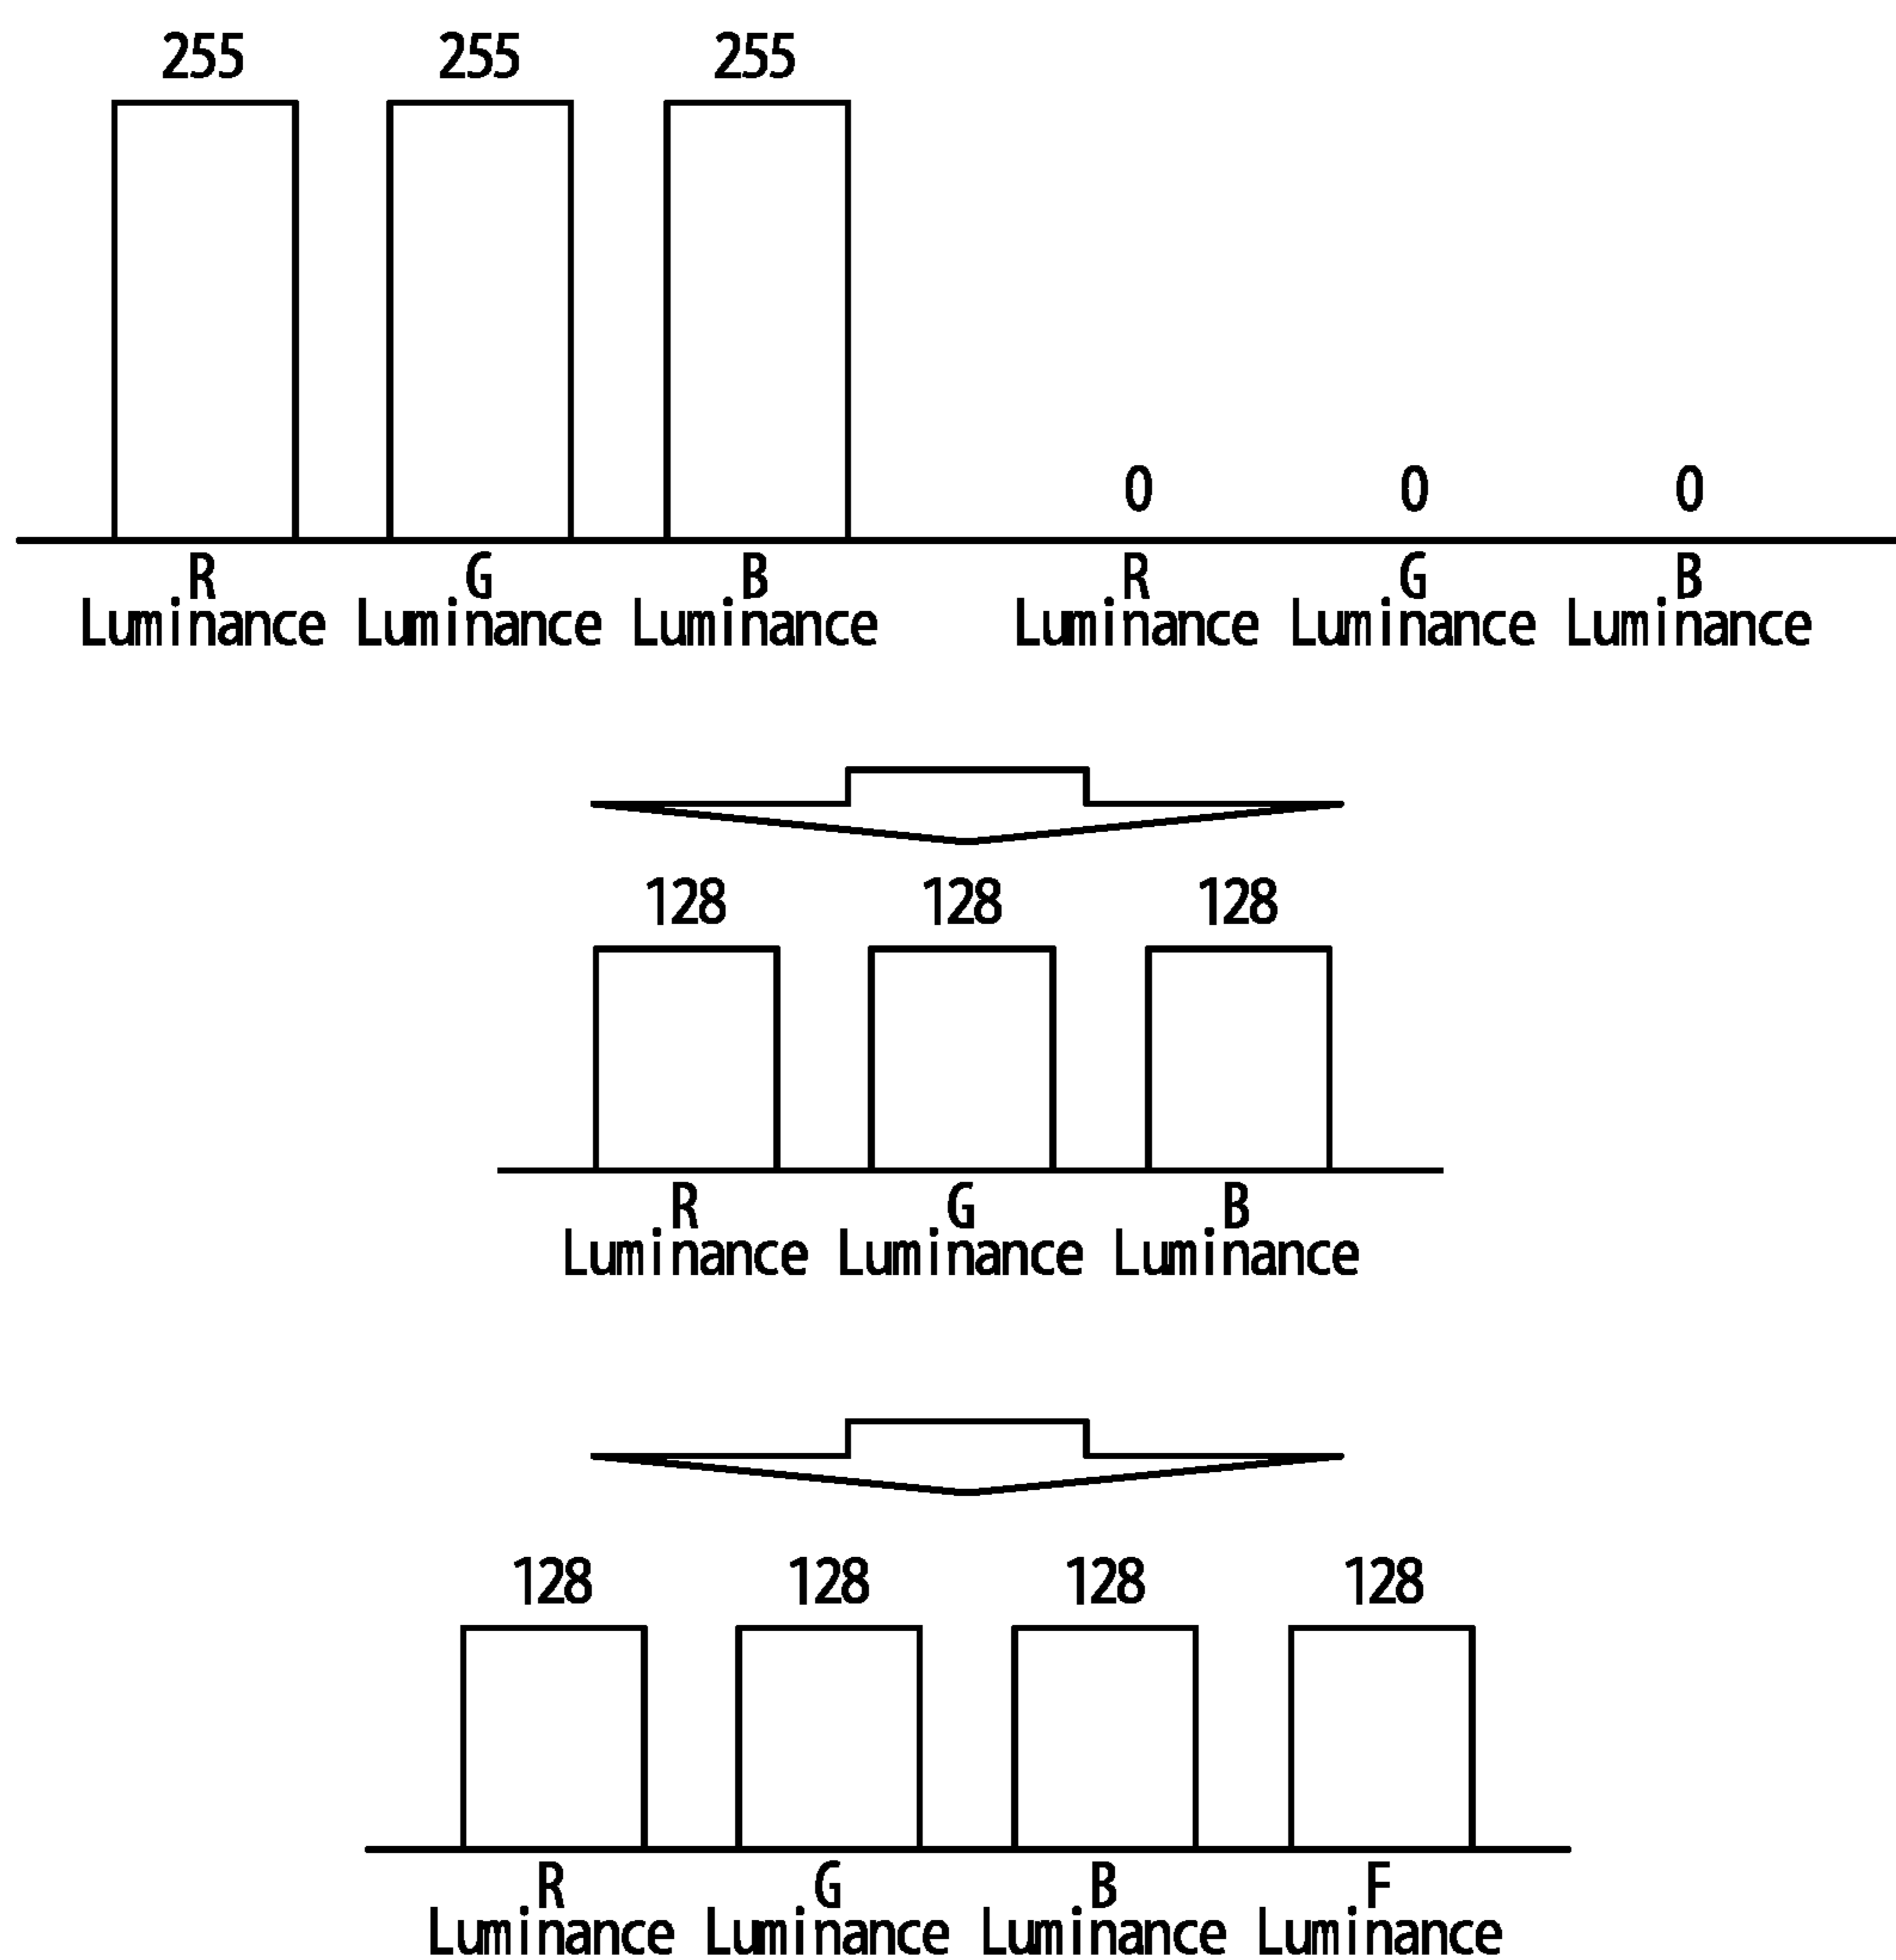 255 255 255
0 0 0
R G B R G B
Luminance Luminance Luminance Luminance Luminance Luminance
128 128 128
R G B
Luminance Luminance Luminance
128 128 128 128
R G B F
Luminance Luminance Luminance Luminance